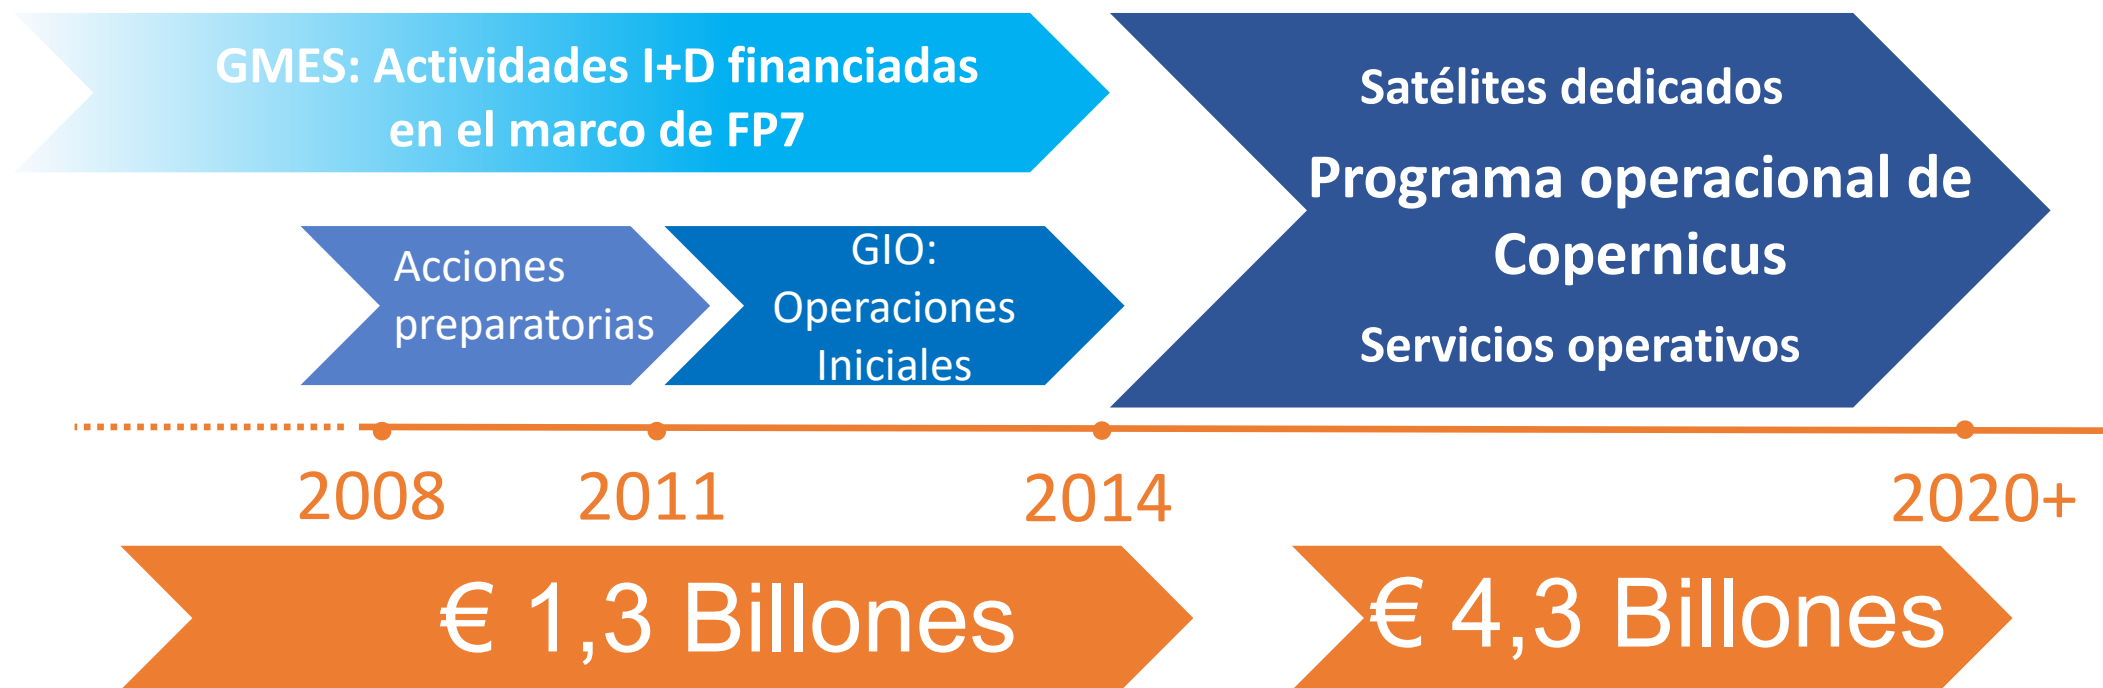 GMES: Actividades I+D financiadas
en el marco de FP7
Satélites dedicados
Programa operacional de
Copernicus
Servicios operativos
Acciones
preparatorias
GIO:
Operaciones
Iniciales
2008
2011
2014
2020+
€ 1,3 Billones
€ 4,3 Billones